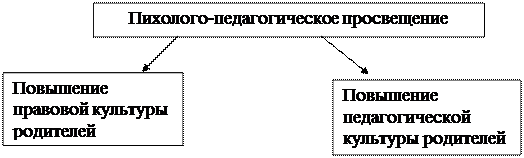 Пихолого-педагогическое просвещение
Повышение
правовой культуры
родителей
Повышение
педагогической
культуры родителей